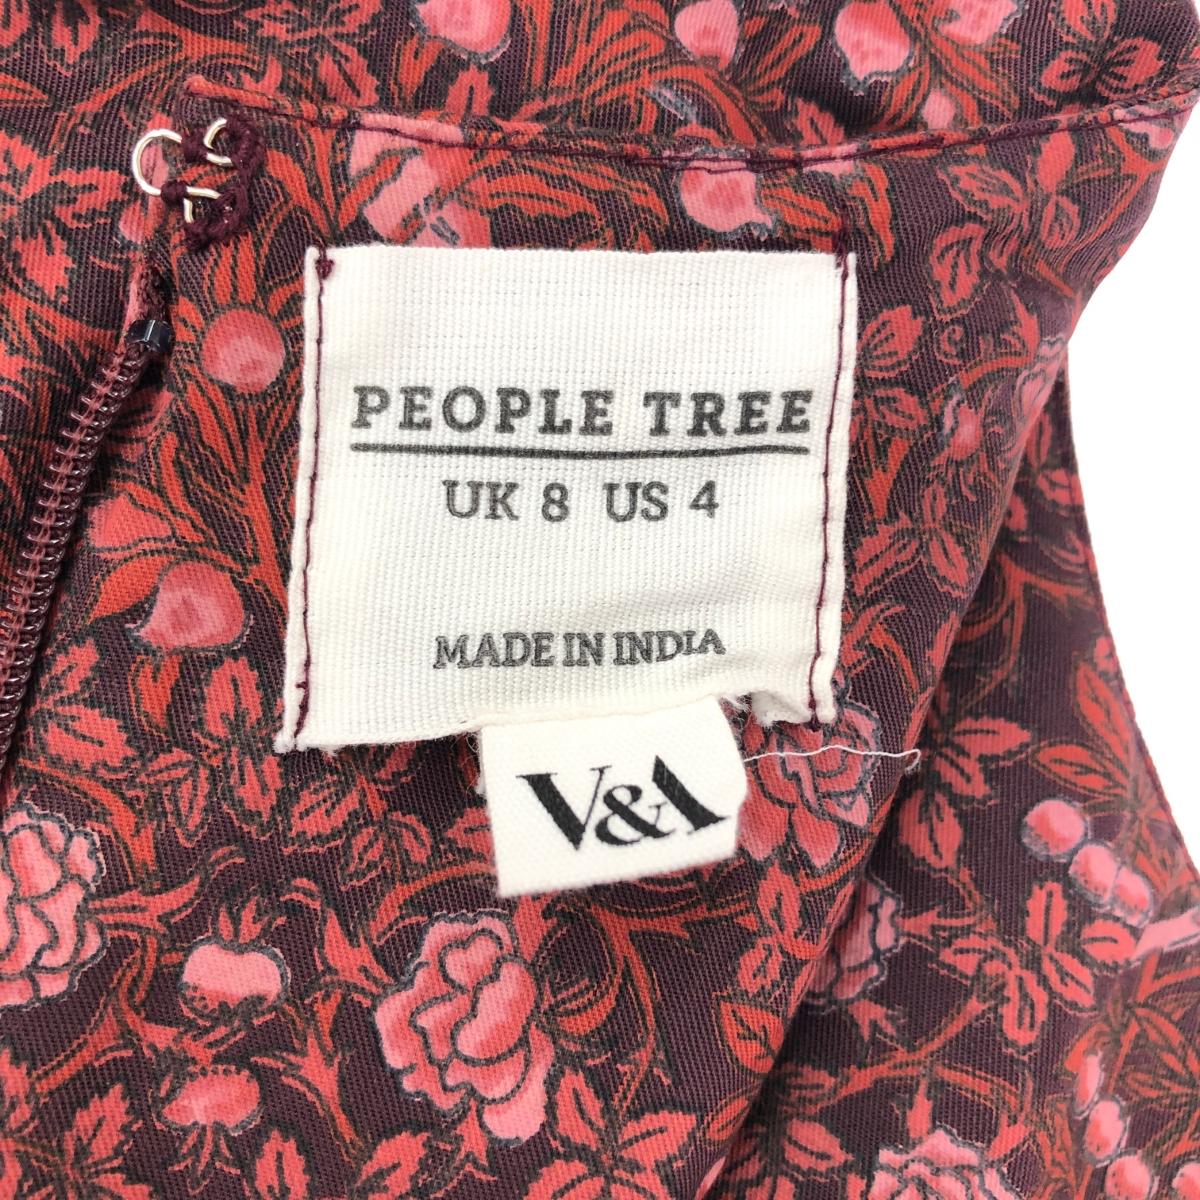 PEOPLE TREE
UK 8 US 4
MADE IN INDIA
V&A